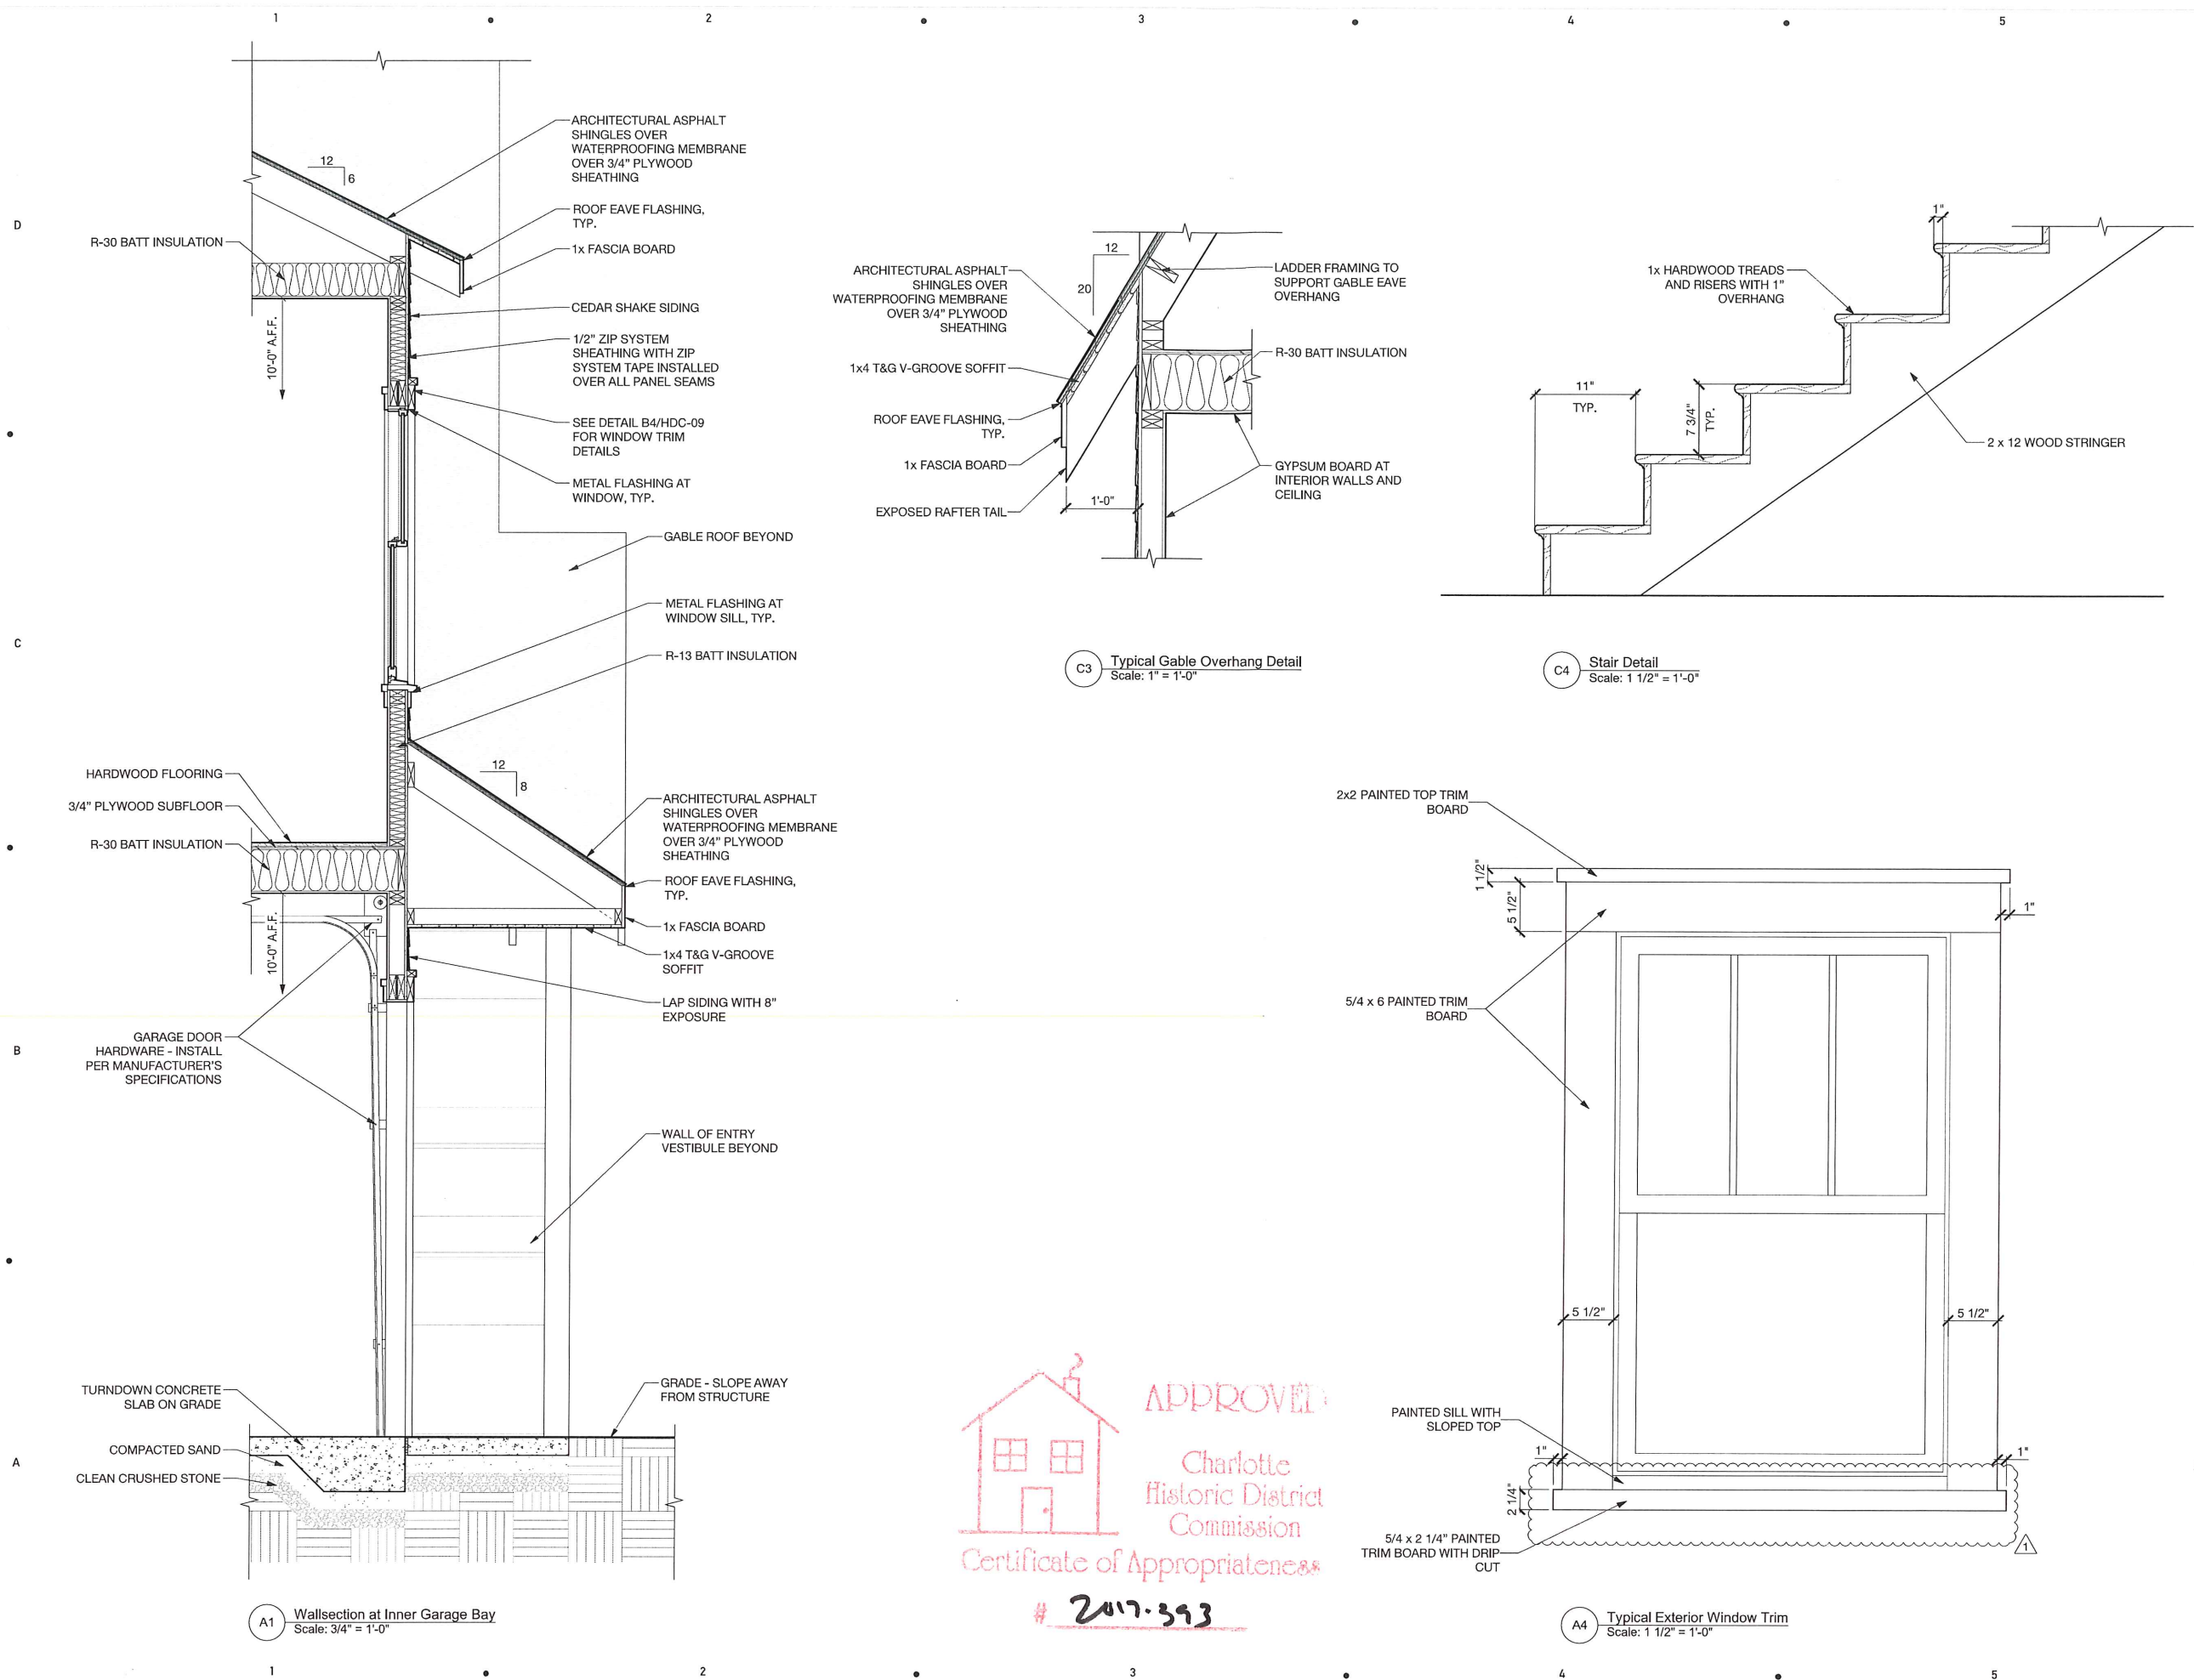 1
2
3
4
5
D
C
B
A
12
6
ARCHITECTURAL ASPHALT
SHINGLES OVER
WATERPROOFING MEMBRANE
OVER 3/4" PLYWOOD
SHEATHING
ROOF EAVE FLASHING,
TYP.
R-30 BATT INSULATION
1x FASCIA BOARD
CEDAR SHAKE SIDING
10'-0" A.F.F.
1/2" ZIP SYSTEM
SHEATHING WITH ZIP
SYSTEM TAPE INSTALLED
OVER ALL PANEL SEAMS
SEE DETAIL B4/HDC-09
FOR WINDOW TRIM
DETAILS
METAL FLASHING AT
WINDOW, TYP.
GABLE ROOF BEYOND
METAL FLASHING AT
WINDOW SILL, TYP.
R-13 BATT INSULATION
12
8
HARDWOOD FLOORING
3/4" PLYWOOD SUBFLOOR
R-30 BATT INSULATION
ARCHITECTURAL ASPHALT
SHINGLES OVER
WATERPROOFING MEMBRANE
OVER 3/4" PLYWOOD
SHEATHING
ROOF EAVE FLASHING,
TYP.
1x FASCIA BOARD
10'-0" A.F.F.
1x4 T&G V-GROOVE
SOFFIT
LAP SIDING WITH 8"
EXPOSURE
GARAGE DOOR
HARDWARE - INSTALL
PER MANUFACTURER'S
SPECIFICATIONS
WALL OF ENTRY
VESTIBULE BEYOND
TURNDOWN CONCRETE
SLAB ON GRADE
GRADE - SLOPE AWAY
FROM STRUCTURE
COMPACTED SAND
CLEAN CRUSHED STONE
A1
Wallsection at Inner Garage Bay
Scale: 3/4" = 1'-0"
12
20
ARCHITECTURAL ASPHALT
SHINGLES OVER
WATERPROOFING MEMBRANE
OVER 3/4" PLYWOOD
SHEATHING
LADDER FRAMING TO
SUPPORT GABLE EAVE
OVERHANG
R-30 BATT INSULATION
1x4 T&G V-GROOVE SOFFIT
ROOF EAVE FLASHING,
TYP.
1x FASCIA BOARD
GYPSUM BOARD AT
INTERIOR WALLS AND
CEILING
1'-0"
EXPOSED RAFTER TAIL
C3
Typical Gable Overhang Detail
Scale: 1" = 1'-0"
1"
1x HARDWOOD TREADS
AND RISERS WITH 1"
OVERHANG
11"
TYP.
7 3/4"
TYP.
2 x 12 WOOD STRINGER
C4
Stair Detail
Scale: 1 1/2" = 1'-0"
2x2 PAINTED TOP TRIM
BOARD
1 1/2"
5 1/2"
1"
5/4 x 6 PAINTED TRIM
BOARD
5 1/2"
5 1/2"
PAINTED SILL WITH
SLOPED TOP
1"
1"
2 1/4"
5/4 x 2 1/4" PAINTED
TRIM BOARD WITH DRIP
CUT
1
A4
Typical Exterior Window Trim
Scale: 1 1/2" = 1'-0"
APPROVED
Charlotte
Historic District
Commission
Certificate of Appropriateness
# 2017-393
1
2
3
4
5